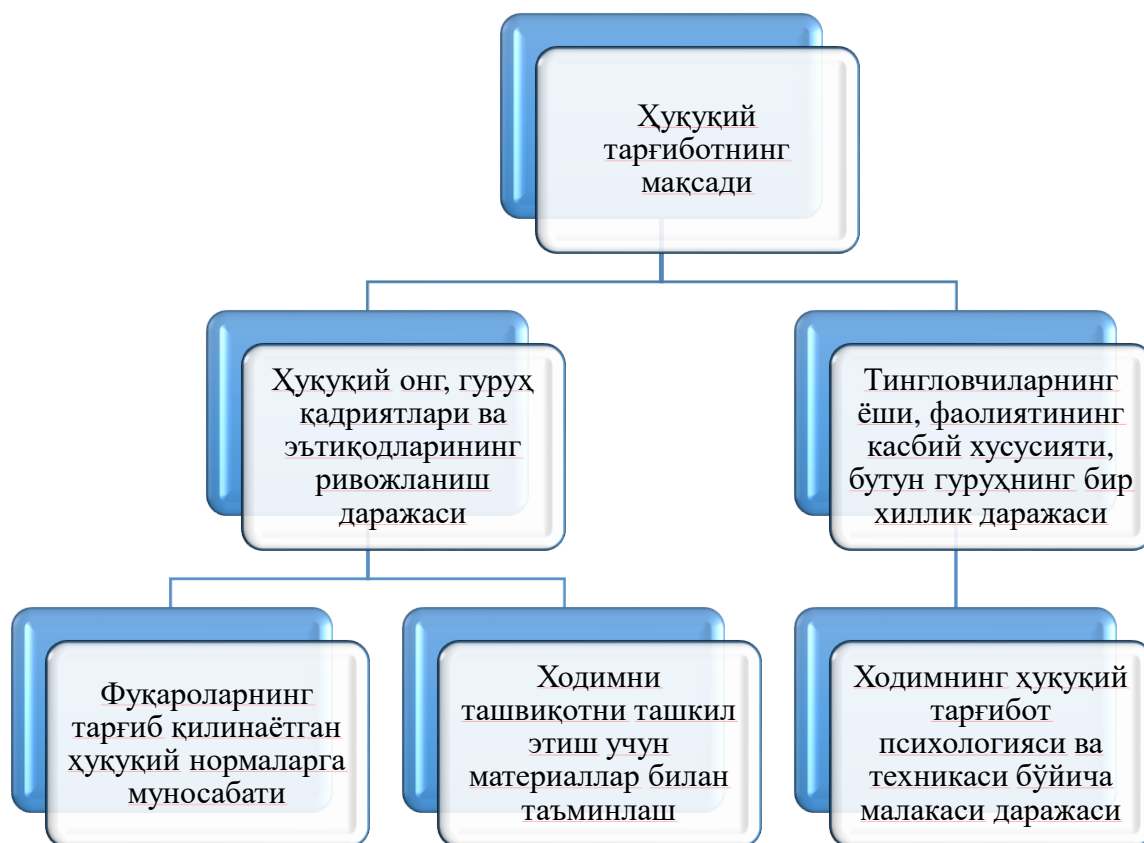 Ҳуқуқий
тарғиботнинг
мақсади
Ҳуқуқий онг, гуруҳ
қадриятлари ва
эътиқодларининг
ривожланиш
даражаси
Тингловчиларнинг
ёши, фаолиятининг
касбий хусусияти,
бутун гуруҳнинг бир
хиллик даражаси
Фуқароларнинг
тарғиб қилинаётган
ҳуқуқий нормаларга
муносабати
Ходимни
ташвиқотни ташкил
этиш учун
материаллар билан
таъминлаш
Ходимнинг ҳуқуқий
тарғибот
психологияси ва
техникаси бўйича
малакаси даражаси